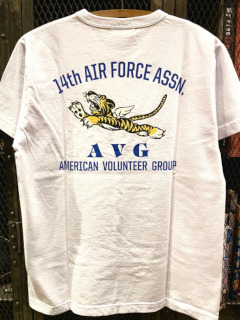 14th AIR FORCE ASSN.
AVG
AMERICAN VOLUNTEER GROUP